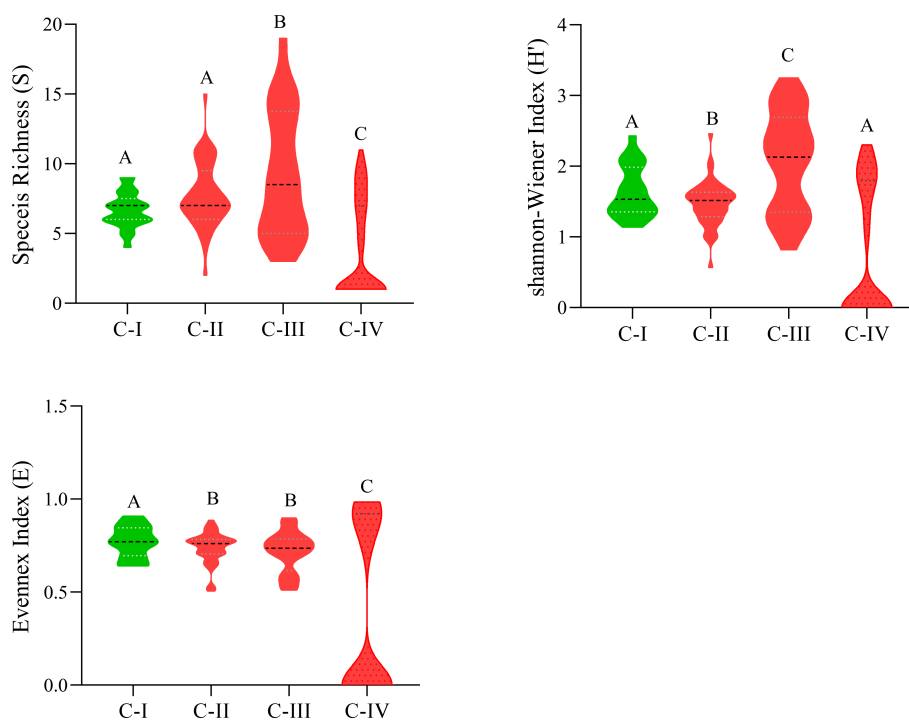 Speceis Richness (S)
20
15
10
5
0
A
A
B
C
C-I C-II C-III C-IV
shannon-Wiener Index (H')
4
3
2
1
0
A
B
C
A
C-I C-II C-III C-IV
Evennex Index (E)
1.5
1.0
0.5
0.0
A
B
B
C
C-I C-II C-III C-IV